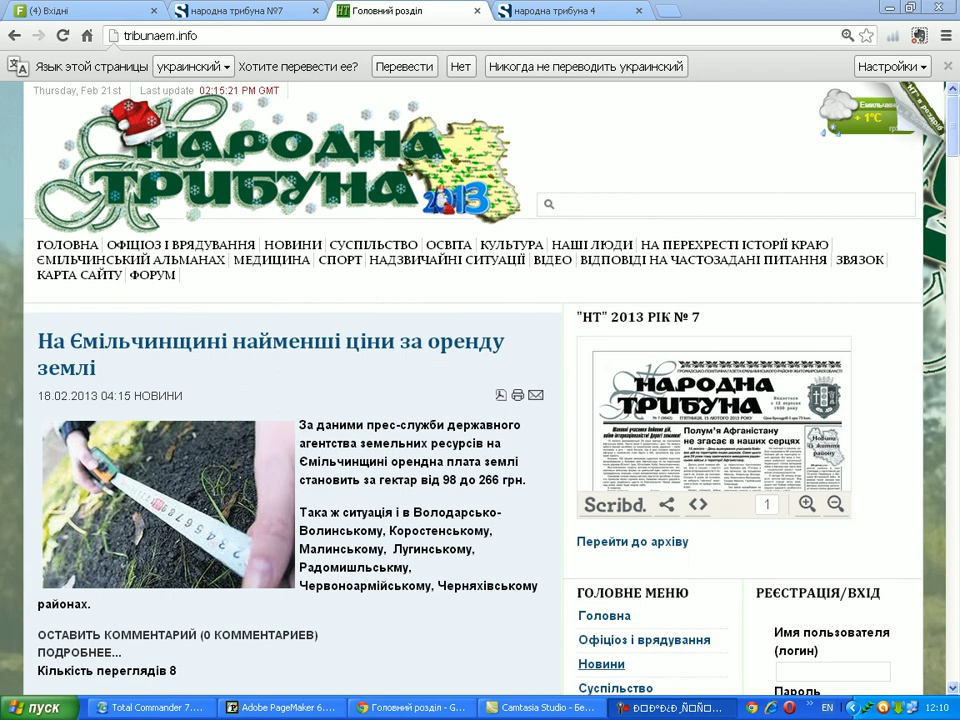 (4) Вхідні
народна трибуна №7
Головний розділ
народна трибуна 4
tribunaem.info
Язык этой страницы украинский Хотите перевести ее? Перевести Нет Никогда не переводить украинский Настройки
Thursday, Feb 21st Last update 02:15:21 PM GMT
НАРОДНА
ТРИБУНА
2013
+ 1°C
"НТ" в роздріб
ГОЛОВНА ОФІЦІОЗ І ВРЯДУВАННЯ НОВИНИ СУСПІЛЬСТВО ОСВІТА КУЛЬТУРА НАШІ ЛЮДИ НА ПЕРЕХРЕСТІ ІСТОРІЇ КРАЮ
ЄМІЛЬЧИНСЬКИЙ АЛЬМАНАХ МЕДИЦИНА СПОРТ НАДЗВИЧАЙНІ СИТУАЦІЇ ВІДЕО ВІДПОВІДІ НА ЧАСТОЗАДАНІ ПИТАННЯ ЗВЯЗОК
КАРТА САЙТУ ФОРУМ
На Ємільчинщині найменші ціни за оренду
землі
18.02.2013 04:15 НОВИНИ
За даними прес-служби державного
агентства земельних ресурсів на
Ємільчинщині орендна плата землі
становить за гектар від 98 до 266 грн.
Така ж ситуація і в Володарсько-
Волинському, Коростенському,
Малинському, Лугинському,
Радомишльському,
Червоноармійському, Черняхівському
районах.
ОСТАВИТЬ КОММЕНТАРИЙ (0 КОММЕНТАРИЕВ)
ПОДРОБНЕЕ...
Кількість переглядів 8
"НТ" 2013 РІК № 7
НАРОДНА
ТРИБУНА
Полум'я Афганістану
не згасає в наших серцях
Scribd.
1
Перейти до архіву
ГОЛОВНЕ МЕНЮ
Головна
Офіціоз і врядування
Новини
Суспільство
РЕЄСТРАЦІЯ/ВХІД
Имя пользователя
(логин)
Пароль
пуск
Total Commander 7....
Adobe PageMaker 6....
Головний розділ - G...
Camtasia Studio - Бе...
EN
12:10